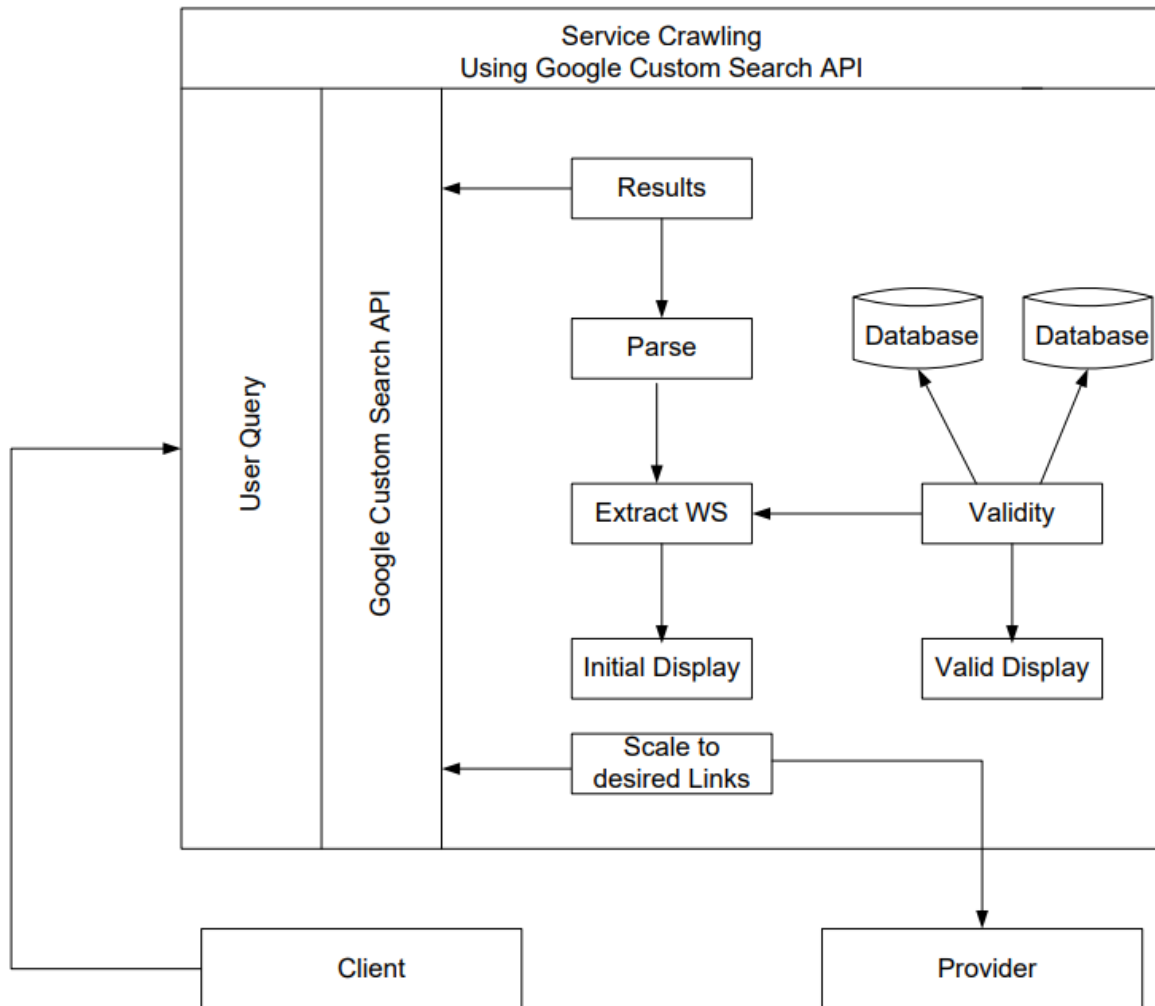 Service Crawling
Using Google Custom Search API
User Query
Google Custom Search API
Results
Parse
Database
Database
Extract WS
Validity
Initial Display
Valid Display
Scale to
desired Links
Client
Provider